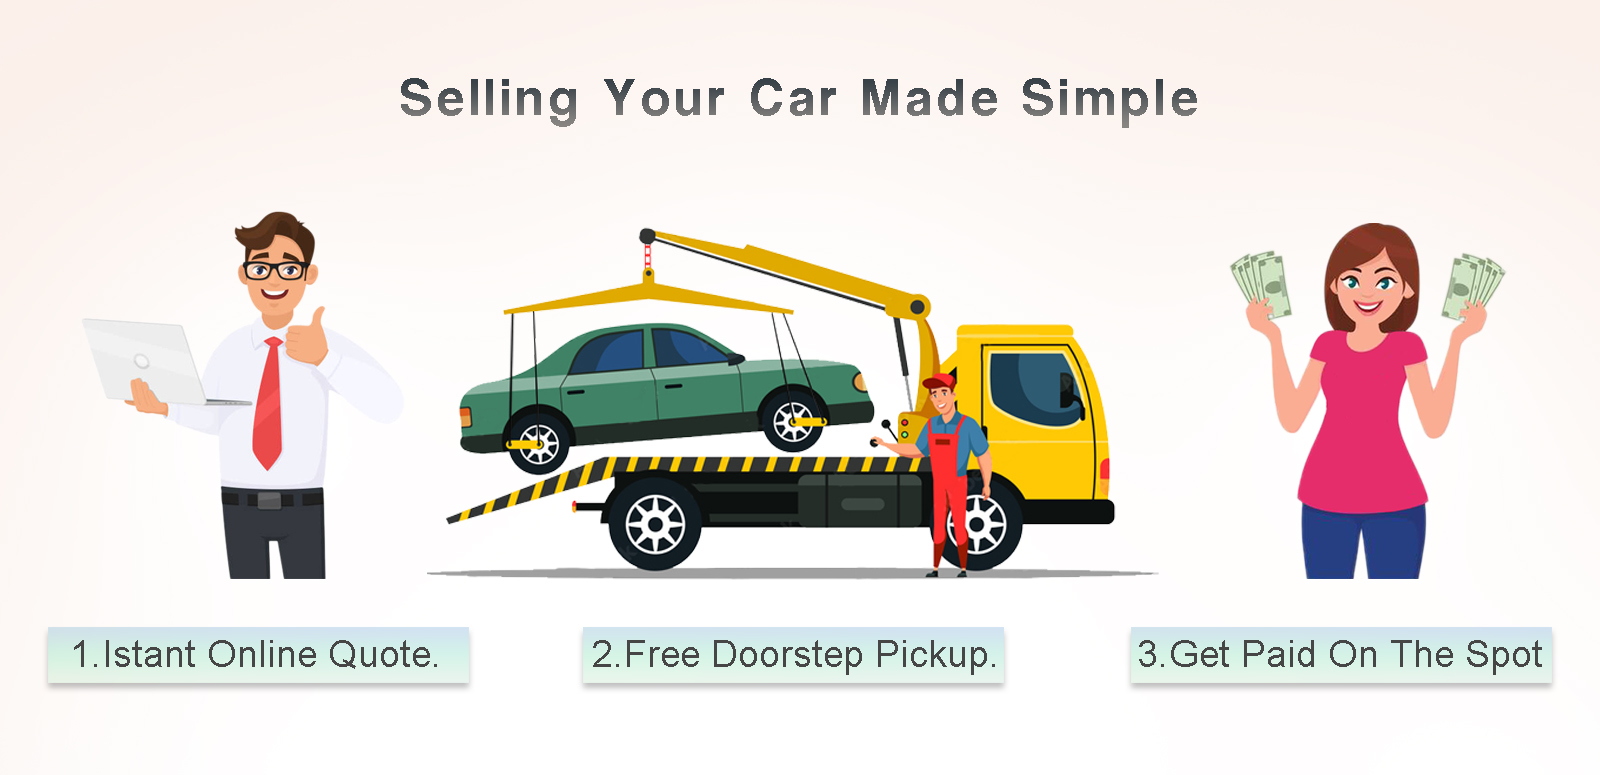 Selling Your Car Made Simple
1.Istant Online Quote.
2.Free Doorstep Pickup.
3.Get Paid On The Spot